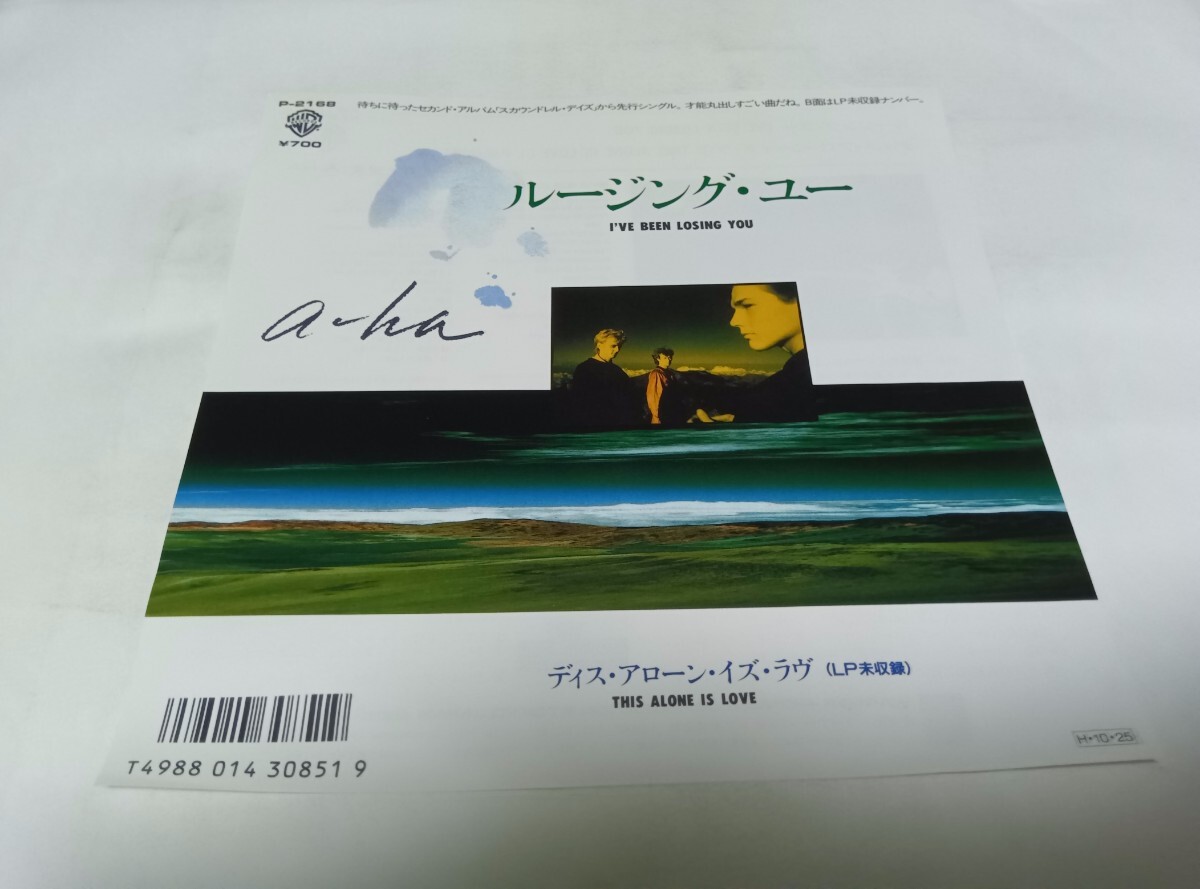 P-2168
待ちに待ったセカンド・アルバム「スカウンドレル・デイズ」から先行シングル。才能丸出しすごい曲だね。B面はLP未収録ナンバー。
¥700
ルージング・ユー
I'VE BEEN LOSING YOU
a-ha
ディス・アローン・イズ・ラヴ (LP未収録)
THIS ALONE IS LOVE
T4988 014 30851 9
H・10・25